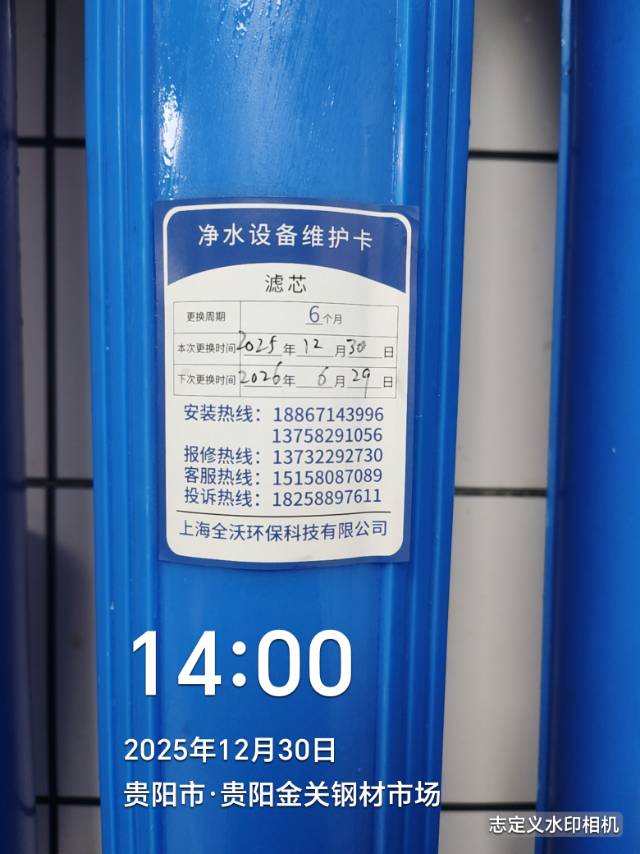 净水设备维护卡
滤芯
更换周期 6个月
本次更换时间 2025年12月30日
下次更换时间 2026年6月29日
安装热线：18867143996
13758291056
报修热线：13732292730
客服热线：15158087089
投诉热线：18258897611
上海全沃环保科技有限公司
14:00
2025年12月30日
贵阳市·贵阳金关钢材市场
志定义水印相机